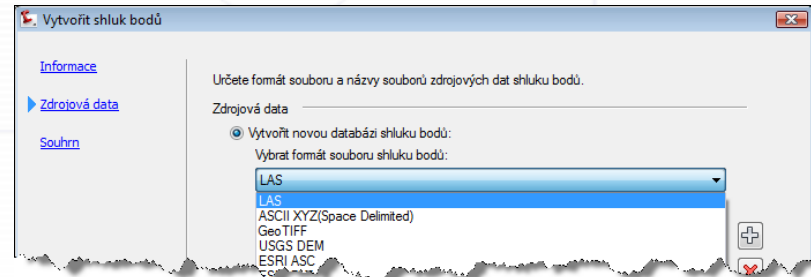 Vytvořit shluk bodů
Informace
Zdrojová data
Souhrn
Určete formát souboru a názvy souborů zdrojových dat shluku bodů.
Zdrojová data
Vytvořit novou databázi shluku bodů:
Vybrat formát souboru shluku bodů:
LAS
LAS
ASCII XYZ(Space Delimited)
GeoTIFF
USGS DEM
ESRI ASC